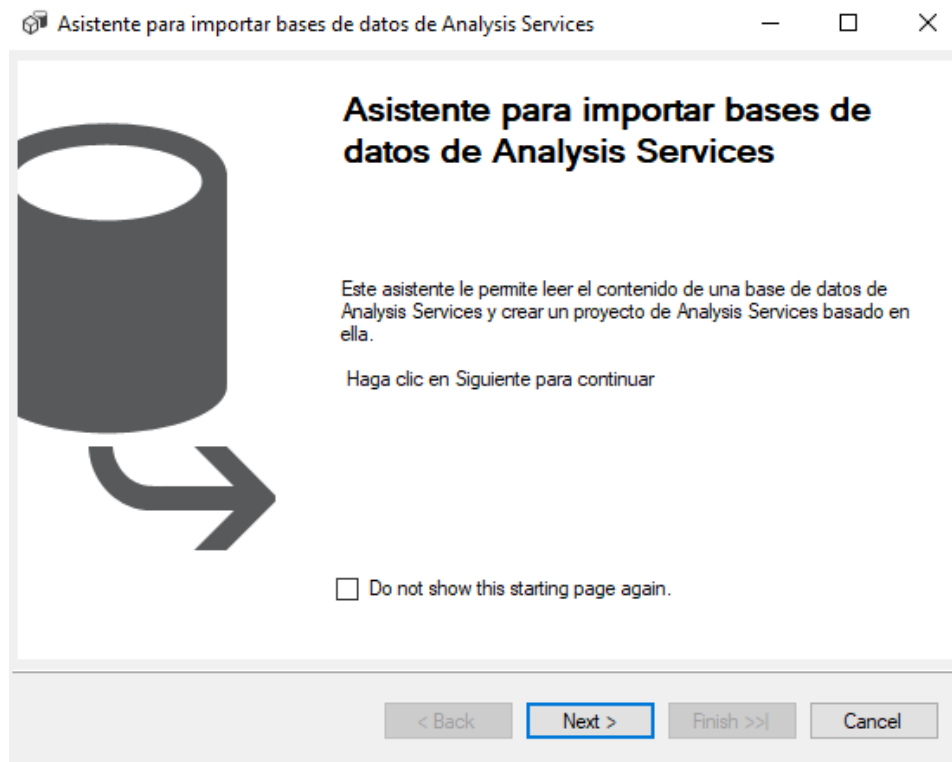 Asistente para importar bases de datos de Analysis Services
Asistente para importar bases de
datos de Analysis Services
Este asistente le permite leer el contenido de una base de datos de
Analysis Services y crear un proyecto de Analysis Services basado en
ella.
Haga clic en Siguiente para continuar
Do not show this starting page again.
< Back Next > Finish >>| Cancel